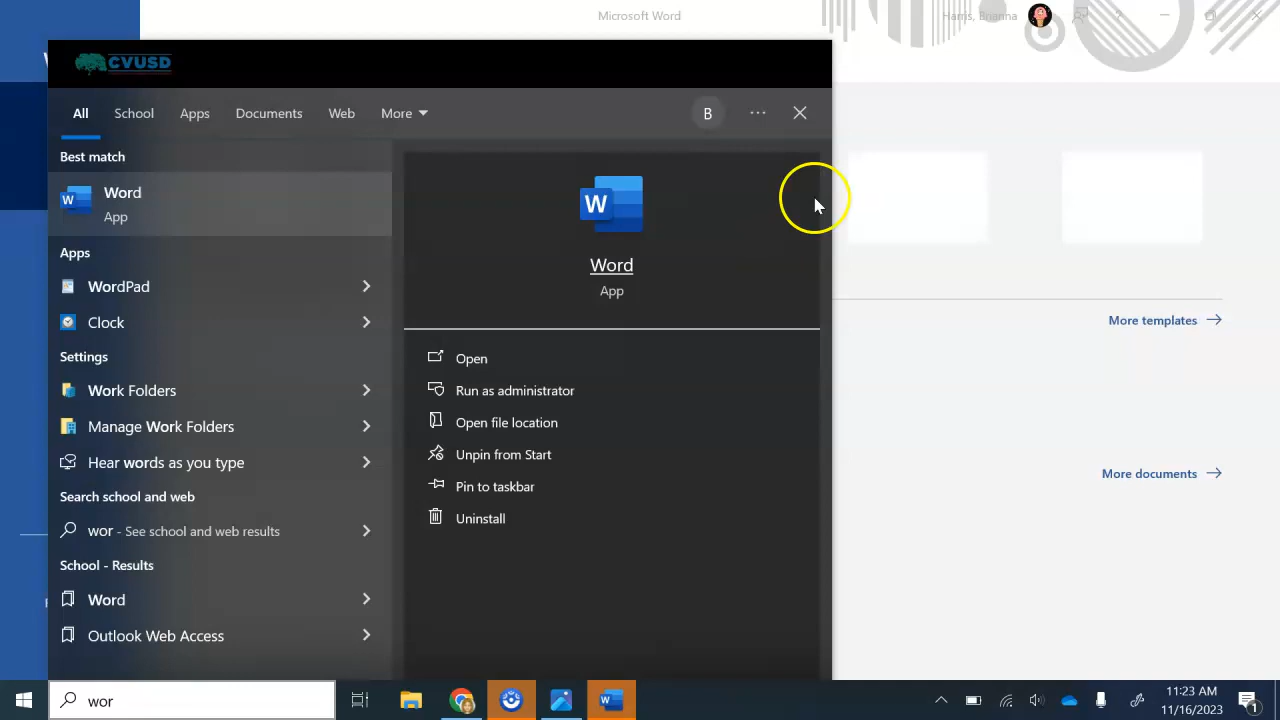 Microsoft Word
Harris, Brianna
CVUSD
All School Apps Documents Web More
B
Best match
Word
App
Apps
WordPad
Clock
Settings
Work Folders
Manage Work Folders
Hear words as you type
Search school and web
wor - See school and web results
School - Results
Word
Outlook Web Access
W
Word
App
Open
Run as administrator
Open file location
Unpin from Start
Pin to taskbar
Uninstall
More templates
More documents
wor
11:23 AM
11/16/2023
1